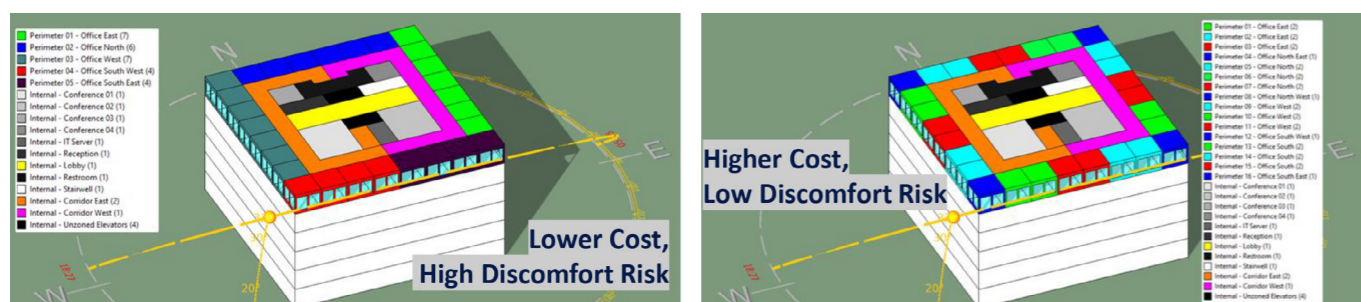 Perimeter 01 - Office East (7)
Perimeter 02 - Office North (6)
Perimeter 03 - Office West (7)
Perimeter 04 - Office South West (4)
Perimeter 05 - Office South East (4)
Internal - Conference 01 (1)
Internal - Conference 02 (1)
Internal - Conference 03 (1)
Internal - Conference 04 (1)
Internal - IT Server (1)
Internal - Reception (1)
Internal - Lobby (1)
Internal - Restroom (1)
Internal - Stairwell (1)
Internal - Corridor East (2)
Internal - Corridor West (1)
Internal - Unzoned Elevators (4)
N
E
W
18:27
30°
20°
Lower Cost,
High Discomfort Risk
Perimeter 01 - Office East (2)
Perimeter 02 - Office East (2)
Perimeter 03 - Office East (2)
Perimeter 04 - Office North East (1)
Perimeter 05 - Office North (2)
Perimeter 06 - Office North (2)
Perimeter 07 - Office North (2)
Perimeter 08 - Office North West (1)
Perimeter 09 - Office West (2)
Perimeter 10 - Office West (2)
Perimeter 11 - Office West (2)
Perimeter 12 - Office South West (1)
Perimeter 13 - Office South (2)
Perimeter 14 - Office South (2)
Perimeter 15 - Office South (2)
Perimeter 16 - Office South East (1)
Internal - Conference 01 (1)
Internal - Conference 02 (1)
Internal - Conference 03 (1)
Internal - Conference 04 (1)
Internal - IT Server (1)
Internal - Reception (1)
Internal - Lobby (1)
Internal - Restroom (1)
Internal - Stairwell (1)
Internal - Corridor East (2)
Internal - Corridor West (1)
Internal - Unzoned Elevators (4)
N
W
18:27
20°
Higher Cost,
Low Discomfort Risk